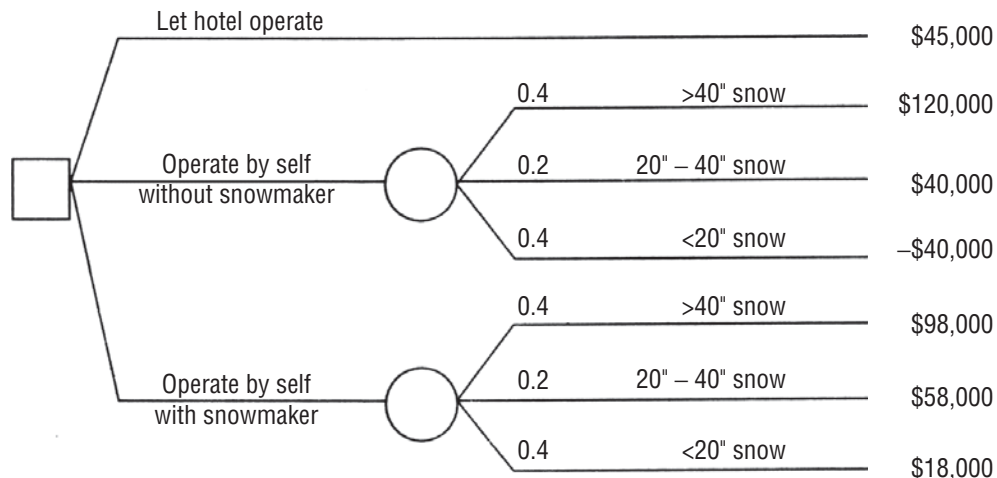 Let hotel operate
$45,000
0.4 >40" snow
$120,000
Operate by self
without snowmaker
0.2 20" – 40" snow
$40,000
0.4 <20" snow
–$40,000
0.4 >40" snow
$98,000
Operate by self
with snowmaker
0.2 20" – 40" snow
$58,000
0.4 <20" snow
$18,000